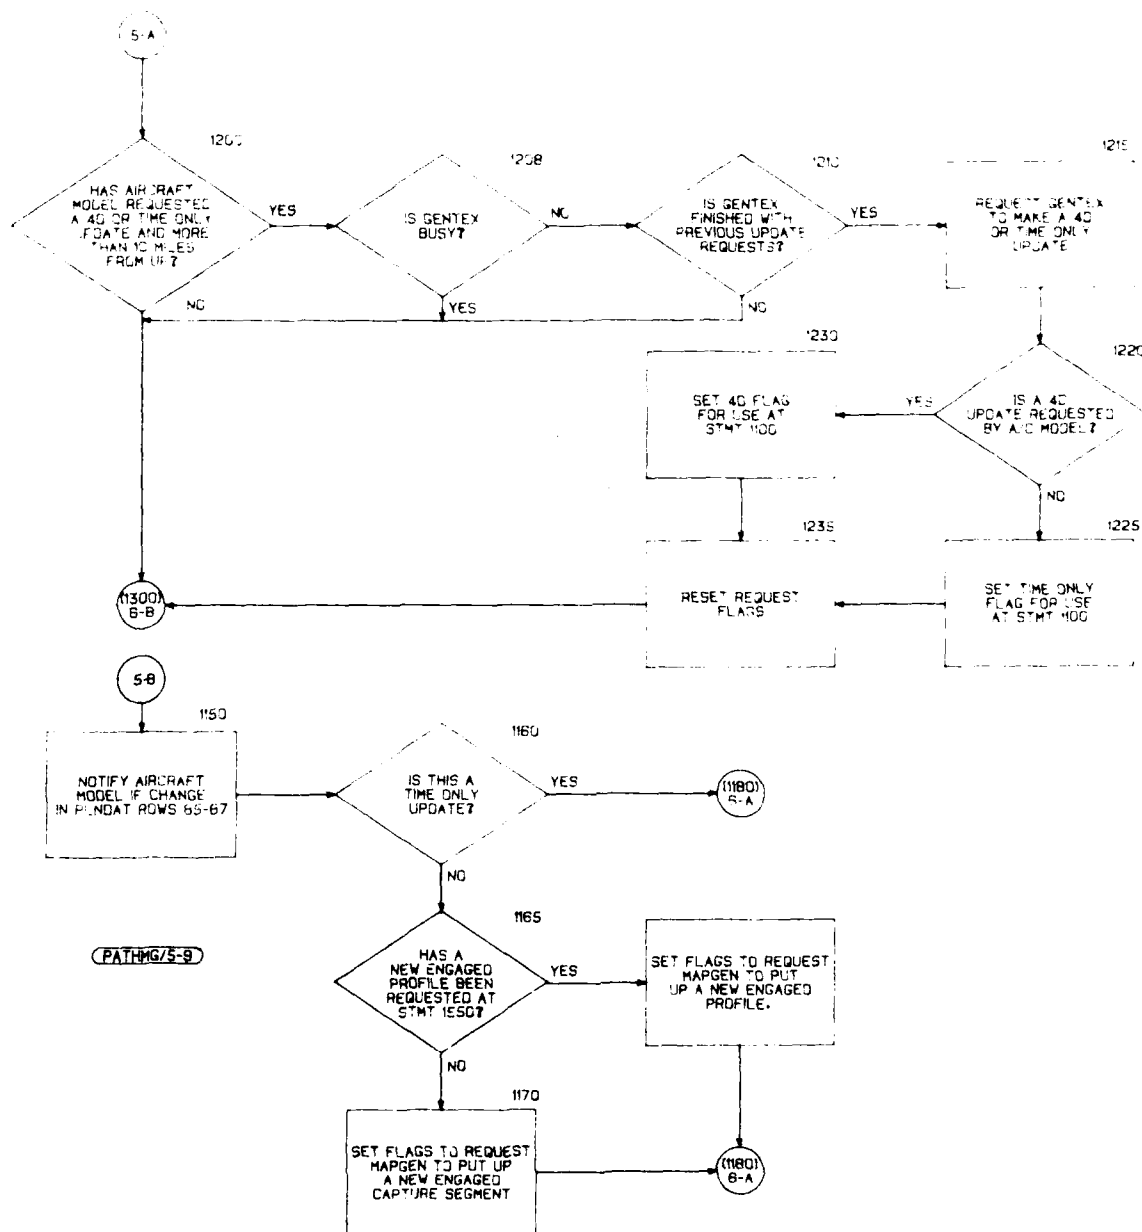 5-A
1205
HAS AIRCRAFT
MODEL REQUESTED
A 4D OR TIME ONLY
UPDATE AND MORE
THAN 10 MILES
FROM
YES
NO
1208
IS GENTEX
BUSY?
NO
YES
1210
IS GENTEX
FINISHED WITH
PREVIOUS UPDATE
REQUESTS?
YES
NO
1215
REQUEST GENTEX
TO MAKE A 4D
OR TIME ONLY
UPDATE
1220
IS A 4D
UPDATE REQUESTED
BY A/C MODEL?
YES
NO
1230
SET 4D FLAG
FOR USE AT
STMT 1100
1235
RESET REQUEST
FLAGS
1225
SET TIME ONLY
FLAG FOR USE
AT STMT 1100
(1300)
6-B
5-B
1150
NOTIFY AIRCRAFT
MODEL IF CHANGE
IN ROWS 65-67
1160
IS THIS A
TIME ONLY
UPDATE?
YES
NO
(1180)
6-A
1165
HAS A
NEW ENGAGED
PROFILE BEEN
REQUESTED AT
STMT 1550?
YES
NO
SET FLAGS TO REQUEST
MAPGEN TO PUT
UP A NEW ENGAGED
PROFILE.
PATHMG/5-9
1170
SET FLAGS TO REQUEST
MAPGEN TO PUT UP
A NEW ENGAGED
CAPTURE SEGMENT
(1180)
6-A